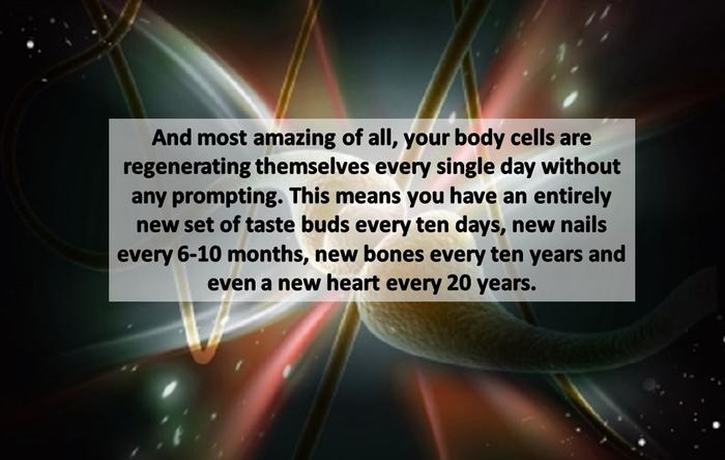 And most amazing of all, your body cells are
regenerating themselves every single day without
any prompting. This means you have an entirely
new set of taste buds every ten days, new nails
every 6-10 months, new bones every ten years and
even a new heart every 20 years.